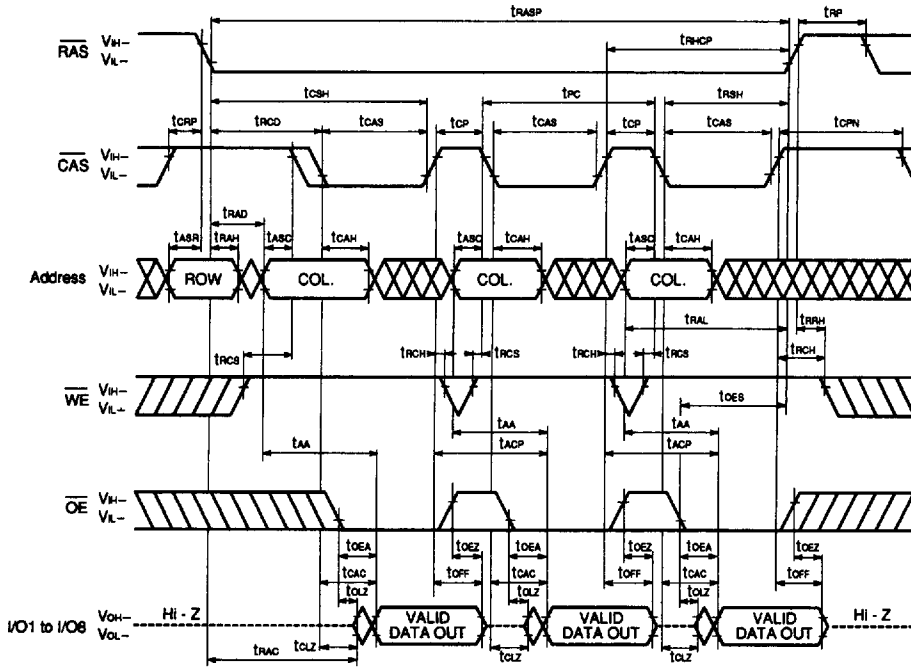 tRASP
tRP
RAS
VIH–
VIL–
tRHCP
tCSH
tPC
tRSH
tCRP
tRCD
tCAS
tCP
tCAS
tCP
tCAS
tCPN
CAS
VIH–
VIL–
tRAD
tASR
tRAH
tASC
tCAH
tASC
tCAH
tASC
tCAH
Address
VIH–
VIL–
ROW
COL.
COL.
COL.
tRAL
tRRH
tRCS
tRCH
tRCS
tRCH
tRCS
tRCH
WE
VIH–
VIL–
tOES
tAA
tAA
tAA
tACP
tACP
OE
VIH–
VIL–
tOEA
tOEZ
tOEA
tOEZ
tOEA
tOEZ
tCAC
tOFF
tCAC
tOFF
tCAC
tOFF
tOLZ
tOLZ
tOLZ
I/O1 to I/O8
VOH–
VOL–
Hi - Z
VALID
DATA OUT
VALID
DATA OUT
VALID
DATA OUT
Hi - Z
tRAC
tCLZ
tCLZ
tCLZ